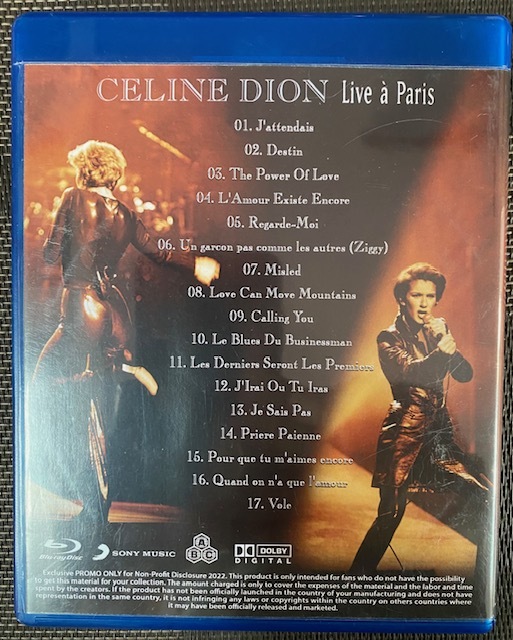 CELINE DION Live à Paris
01. J'attendais
02. Destin
03. The Power Of Love
04. L'Amour Existe Encore
05. Regarde-Moi
06. Un garcon pas comme les autres (Ziggy)
07. Misled
08. Love Can Move Mountains
09. Calling You
10. Le Blues Du Businessman
11. Les Derniers Seront Les Premiers
12. J'Irai Ou Tu Iras
13. Je Sais Pas
14. Priere Paienne
15. Pour que tu m'aimes encore
16. Quand on n'a que l'amour
17. Vole
Blu-ray Disc SONY MUSIC ABC DOLBY
DIGITAL
Exclusive PROMO ONLY for Non-Profit Disclosure 2022. This product is only intended for fans who do not have the possibility
to get this material for your collection. The amount charged is only to cover the expenses of the material and the labor and time
spent by the creators. If the product has not been officially launched in the country of your manufacturing and does not have
representation in the same country, it is not infringing any laws or copyrights within the country on others countries where
it may have been officially released and marketed.